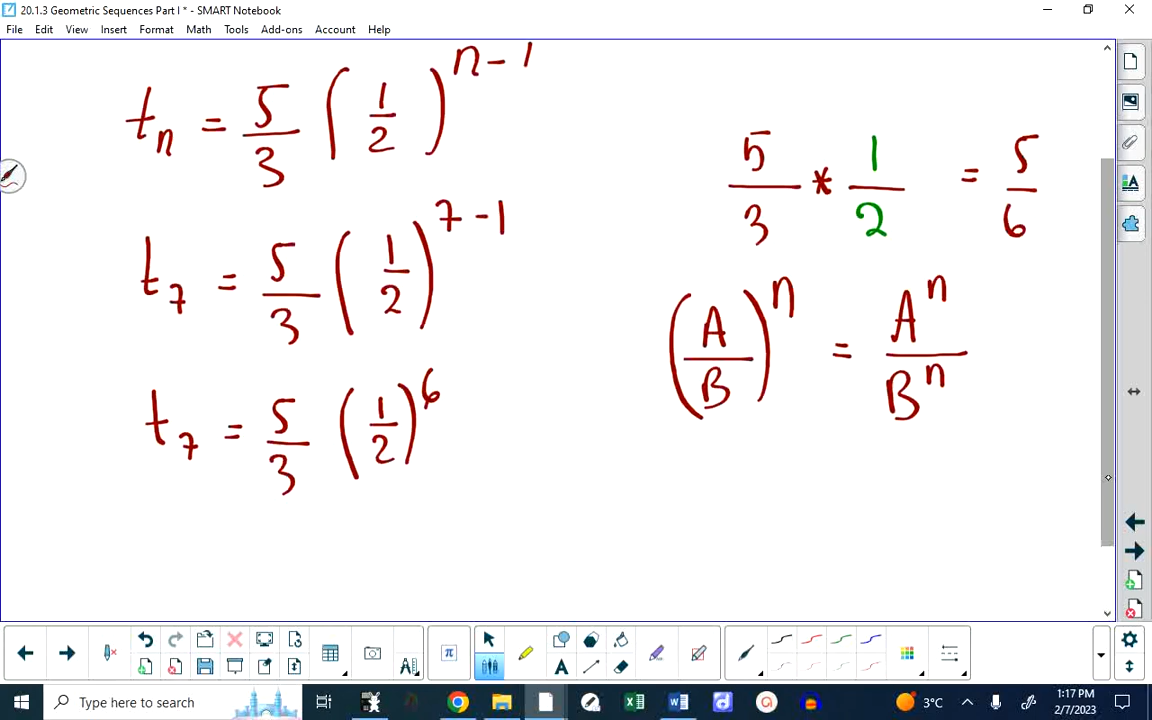 20.1.3 Geometric Sequences Part I * - SMART Notebook
File Edit View Insert Format Math Tools Add-ons Account Help
tₙ = 5/3 (1/2)ⁿ⁻¹
5/3 * 1/2 = 5/6
t₇ = 5/3 (1/2)⁷⁻¹
(A/B)ⁿ = Aⁿ/Bⁿ
t₇ = 5/3 (1/2)⁶
Type here to search
3°C
1:17 PM
2/7/2023